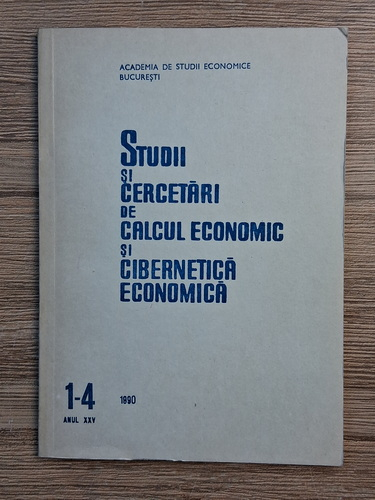 ACADEMIA DE STUDII ECONOMICE
BUCUREȘTI
STUDII
ȘI
CERCETĂRI
DE
CALCUL ECONOMIC
ȘI
CIBERNETICĂ
ECONOMICĂ
1-4 1990
ANUL XXV